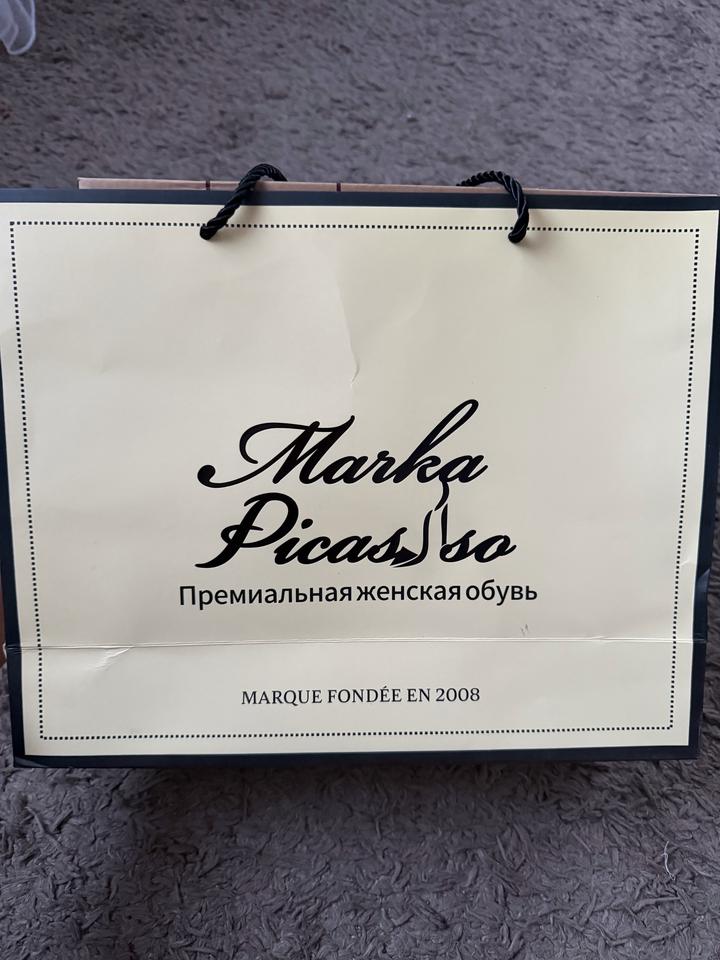 Marka
Picasso
Премиальная женская обувь
MARQUE FONDÉE EN 2008